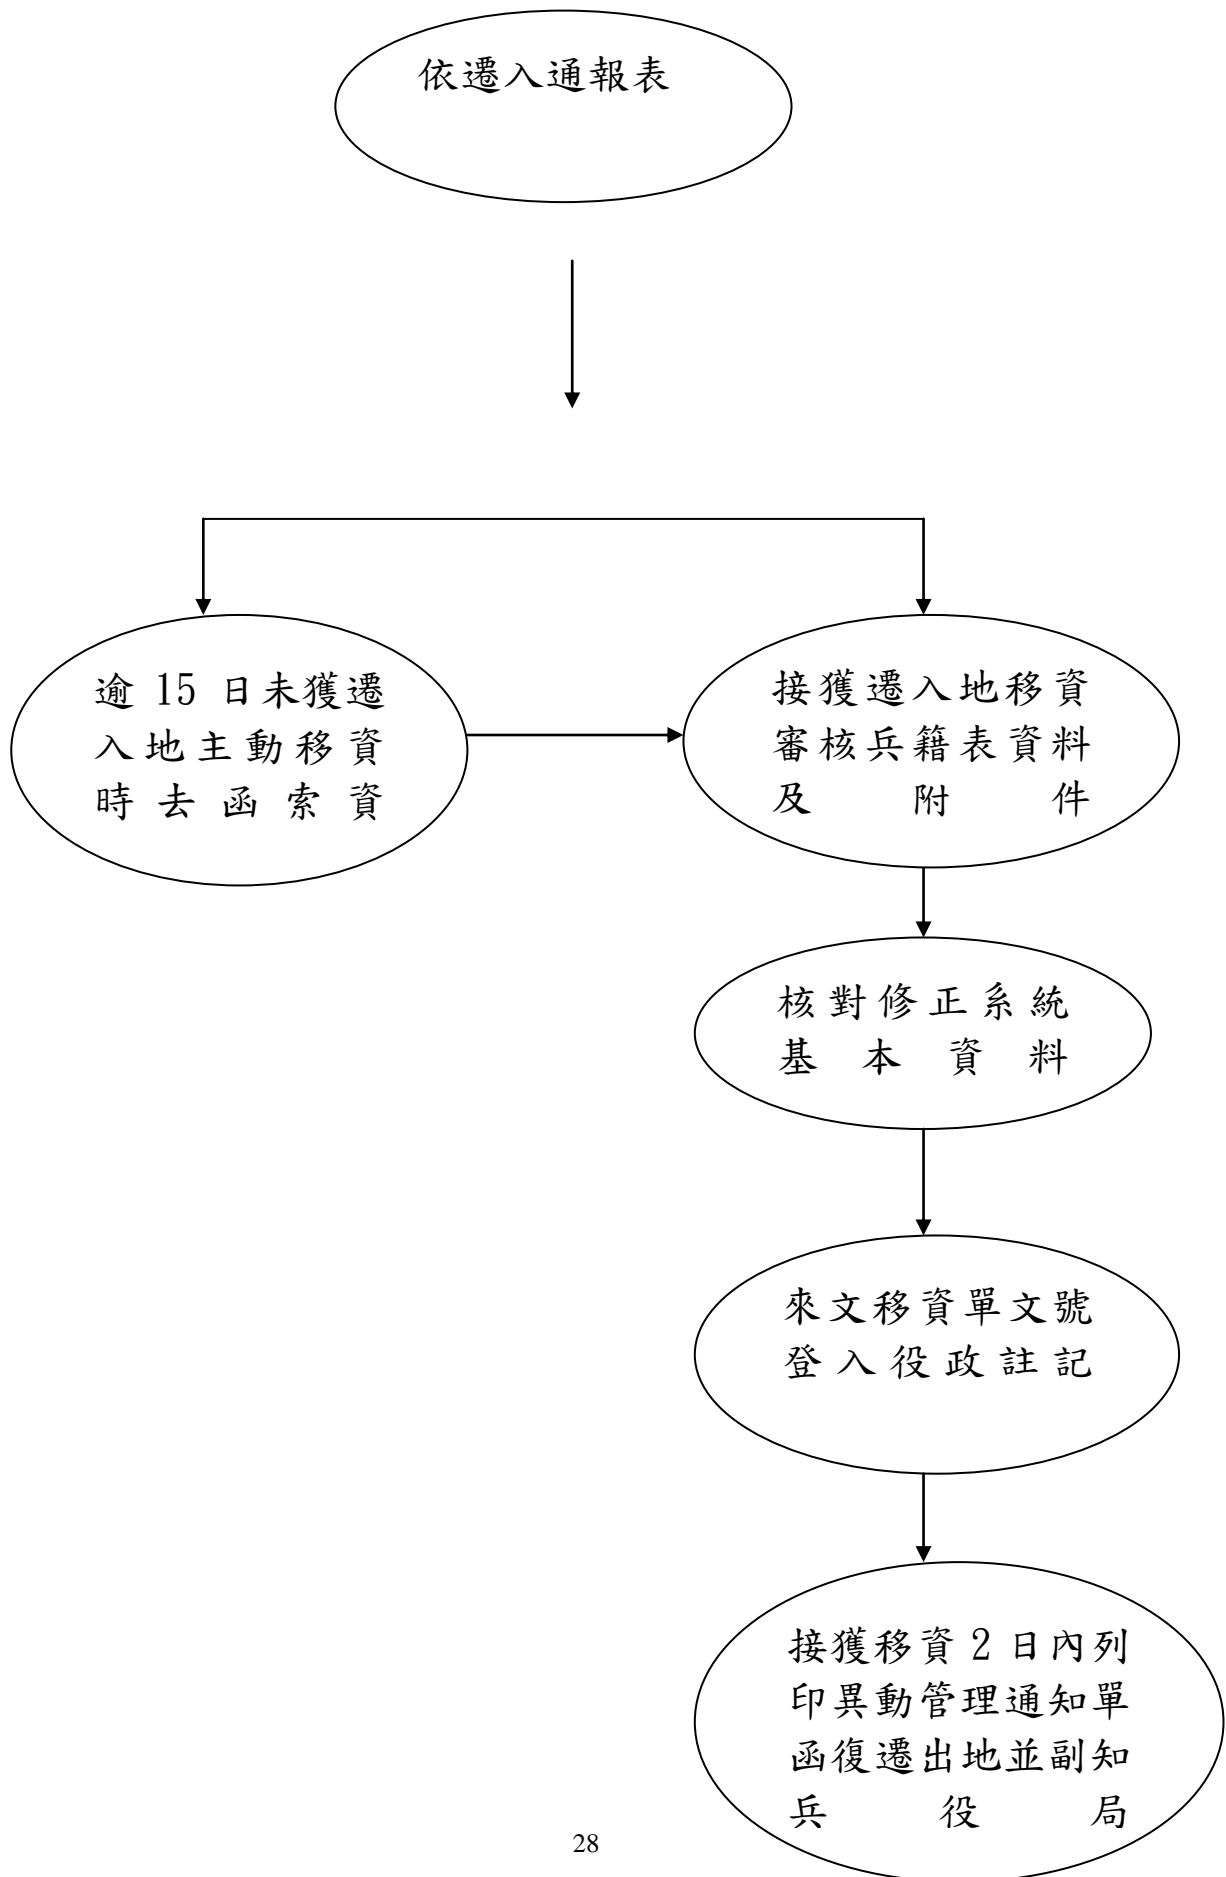 依遷入通報表
逾 15 日未獲遷
入地主動移資
時去函索資
接獲遷入地移資
審核兵籍表資料
及附件
核對修正系統
基本資料
來文移資單文號
登入役政註記
接獲移資 2 日內列
印異動管理通知單
函復遷出地並副知
兵役局
28